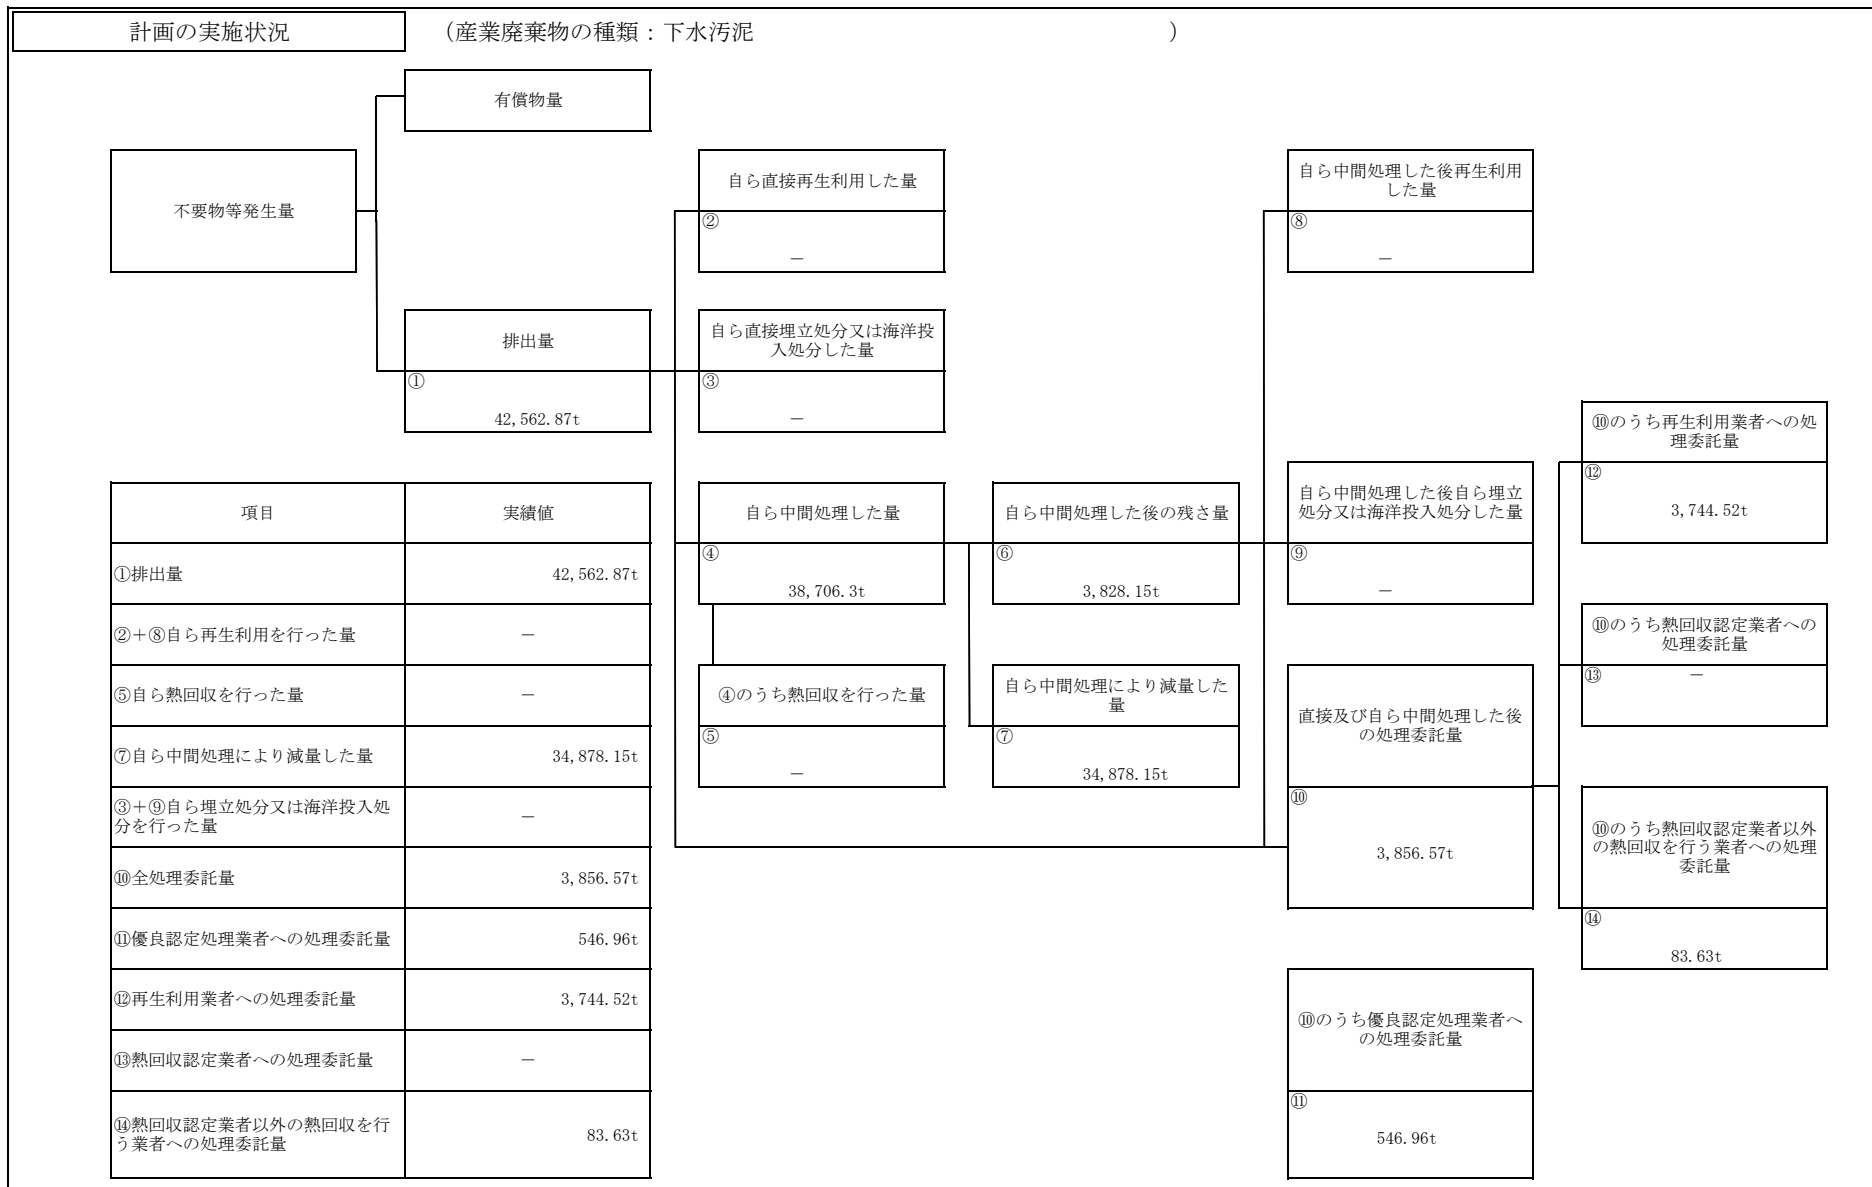 計画の実施状況
（産業廃棄物の種類：下水汚泥　　　　　　　　　　　　　　　　　　）
有償物量
不要物等発生量
自ら直接再生利用した量
②
－
自ら中間処理した後再生利用
した量
⑧
－
排出量
①
42,562.87t
自ら直接埋立処分又は海洋投
入処分した量
③
－
⑩のうち再生利用業者への処
理委託量
⑫
3,744.52t
自ら中間処理した量
④
38,706.3t
自ら中間処理した後の残さ量
⑥
3,828.15t
自ら中間処理した後自ら埋立
処分又は海洋投入処分した量
⑨
－
⑩のうち熱回収認定業者への
処理委託量
⑬
－
④のうち熱回収を行った量
⑤
－
自ら中間処理により減量した
量
⑦
34,878.15t
直接及び自ら中間処理した後
の処理委託量
⑩
3,856.57t
⑩のうち熱回収認定業者以外
の熱回収を行う業者への処理
委託量
⑭
83.63t
⑩のうち優良認定処理業者へ
の処理委託量
⑪
546.96t
項目 実績値
①排出量 42,562.87t
②＋⑧自ら再生利用を行った量 －
⑤自ら熱回収を行った量 －
⑦自ら中間処理により減量した量 34,878.15t
③＋⑨自ら埋立処分又は海洋投入処
分を行った量 －
⑩全処理委託量 3,856.57t
⑪優良認定処理業者への処理委託量 546.96t
⑫再生利用業者への処理委託量 3,744.52t
⑬熱回収認定業者への処理委託量 －
⑭熱回収認定業者以外の熱回収を行
う業者への処理委託量 83.63t